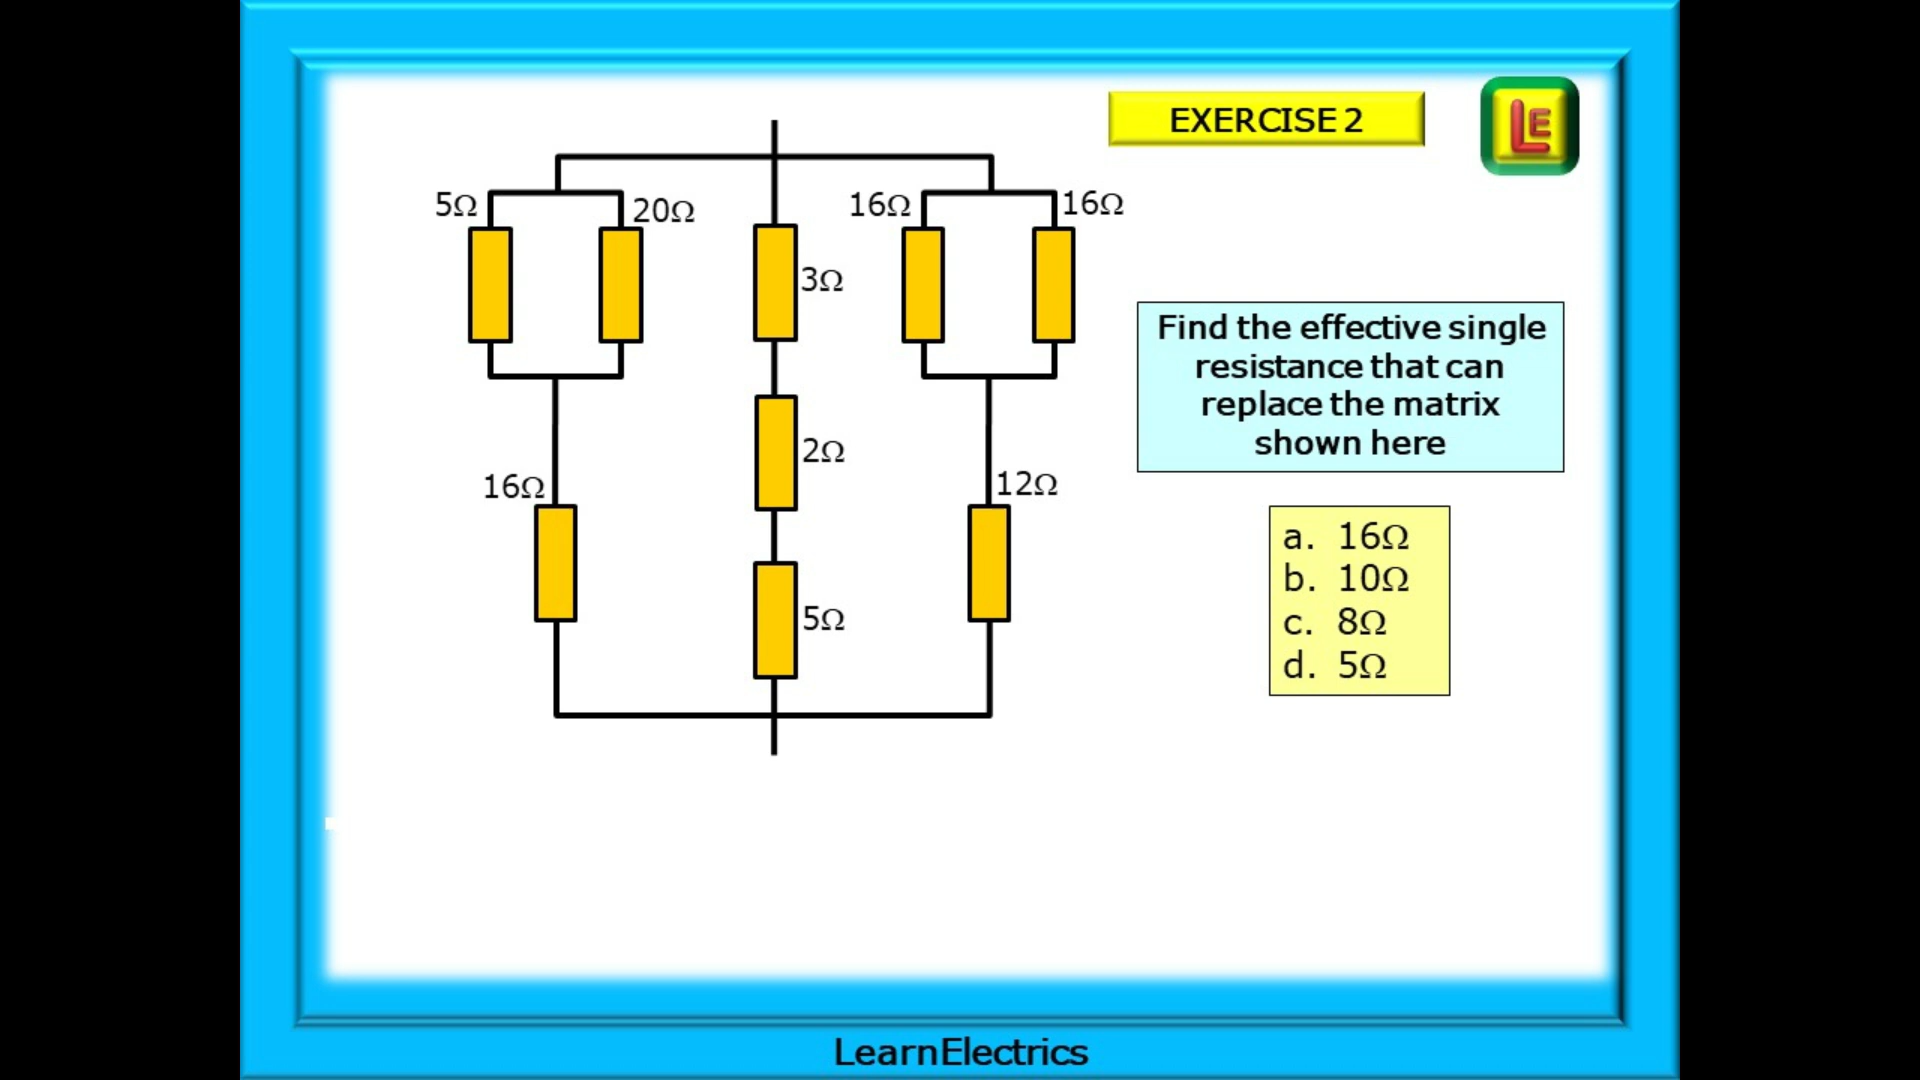 EXERCISE 2
LE
5Ω
20Ω
16Ω
16Ω
3Ω
2Ω
16Ω
12Ω
5Ω
Find the effective single
resistance that can
replace the matrix
shown here
a. 16Ω
b. 10Ω
c. 8Ω
d. 5Ω
LearnElectrics